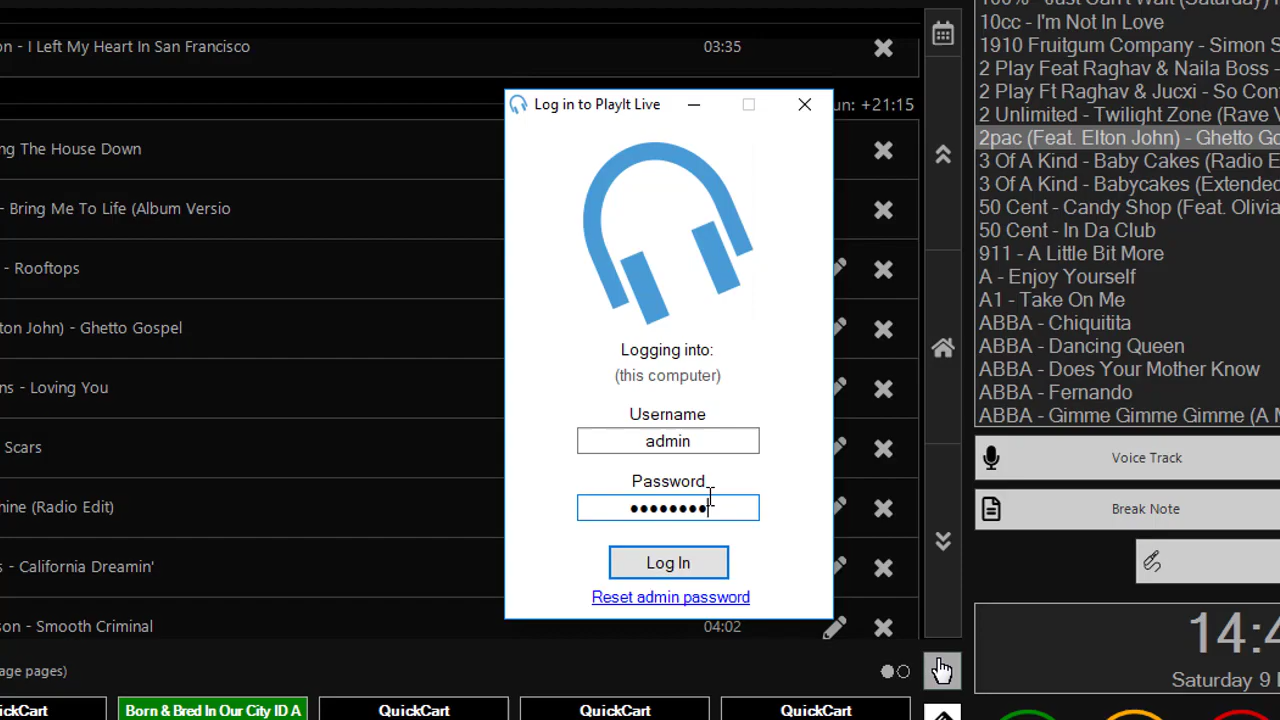 on - I Left My Heart In San Francisco
03:35
ng The House Down
- Bring Me To Life (Album Versio
- Rooftops
ton John) - Ghetto Gospel
ns - Loving You
Scars
hine (Radio Edit)
s - California Dreamin'
son - Smooth Criminal
04:02
age pages)
uickCart
Born & Bred In Our City ID A
QuickCart
QuickCart
QuickCart
un: +21:15
Log in to PlayIt Live
Logging into:
(this computer)
Username
admin
Password
Log In
Reset admin password
10cc - I'm Not In Love
1910 Fruitgum Company - Simon S
2 Play Feat Raghav & Naila Boss -
2 Play Ft Raghav & Jucxi - So Con
2 Unlimited - Twilight Zone (Rave V
2pac (Feat. Elton John) - Ghetto Go
3 Of A Kind - Baby Cakes (Radio E
3 Of A Kind - Babycakes (Extended
50 Cent - Candy Shop (Feat. Olivia
50 Cent - In Da Club
911 - A Little Bit More
A - Enjoy Yourself
A1 - Take On Me
ABBA - Chiquitita
ABBA - Dancing Queen
ABBA - Does Your Mother Know
ABBA - Fernando
ABBA - Gimme Gimme Gimme (A M
Voice Track
Break Note
14:4
Saturday 9